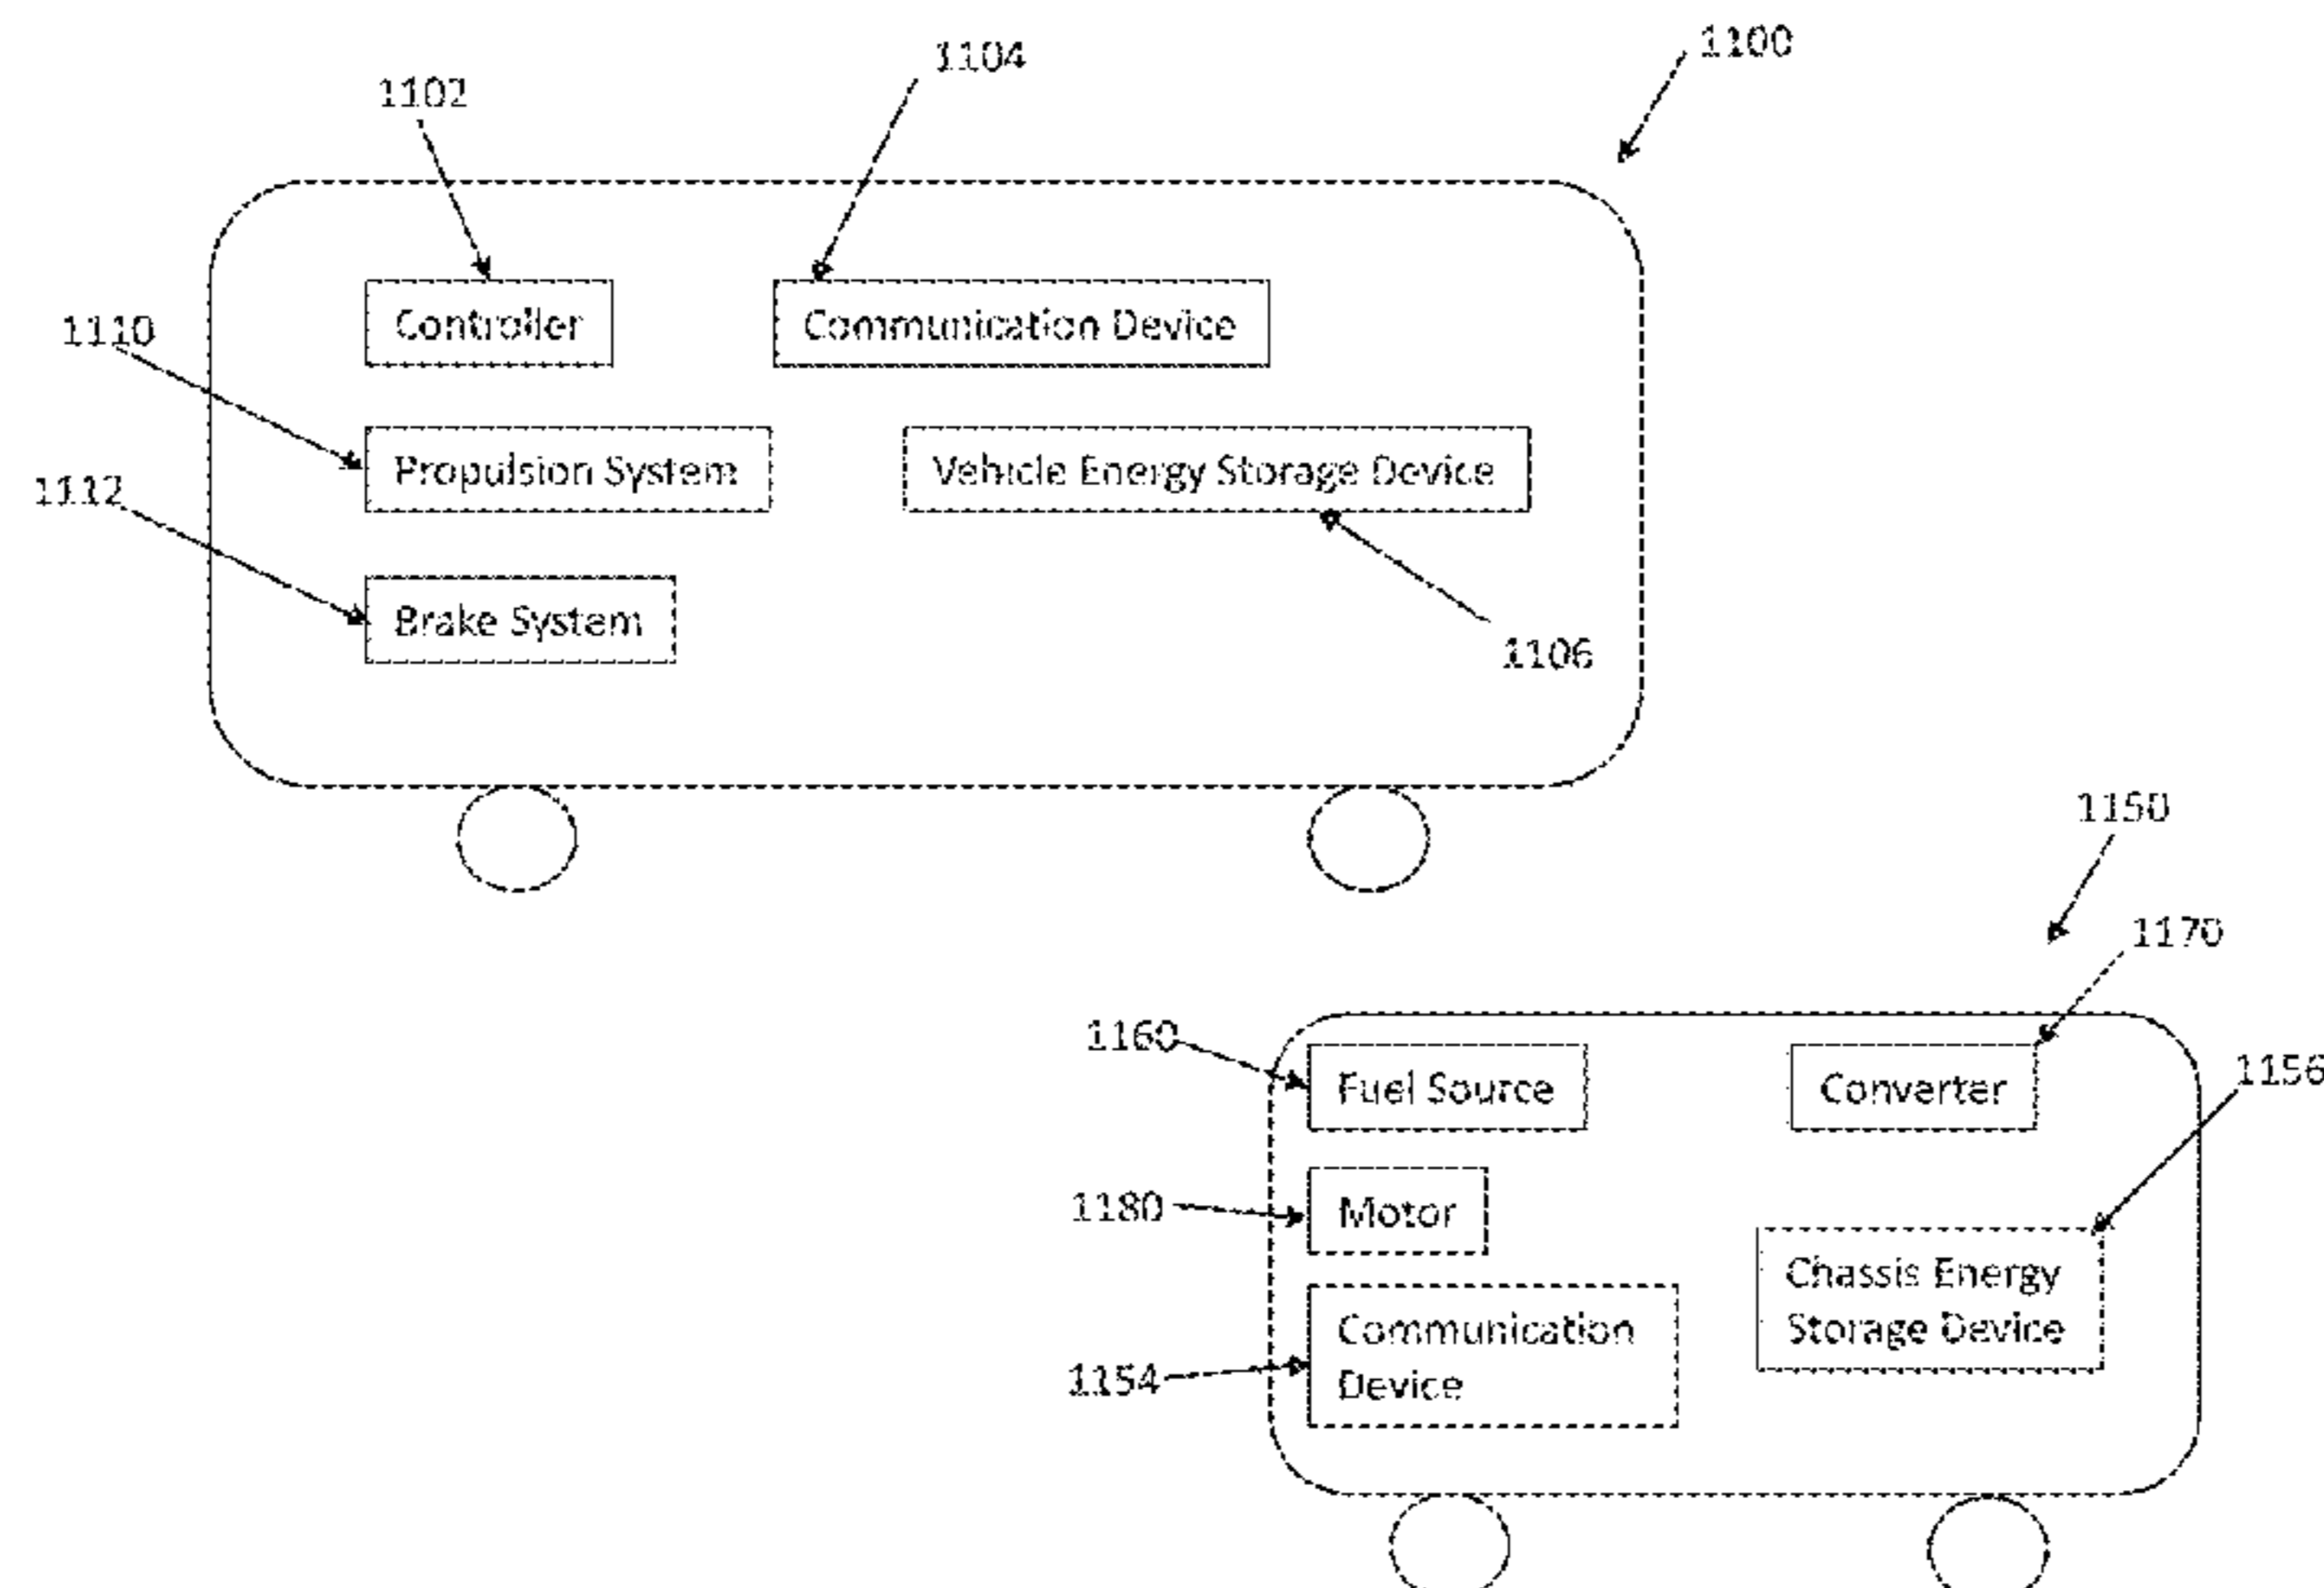 1100
1104
1102
Controller
Communication Device
1110
Propulsion System
Vehicle Energy Storage Device
1112
Brake System
1106
1150
1170
1160
Fuel Source
Converter
1156
1180
Motor
Chassis Energy
Storage Device
Communication
Device
1154